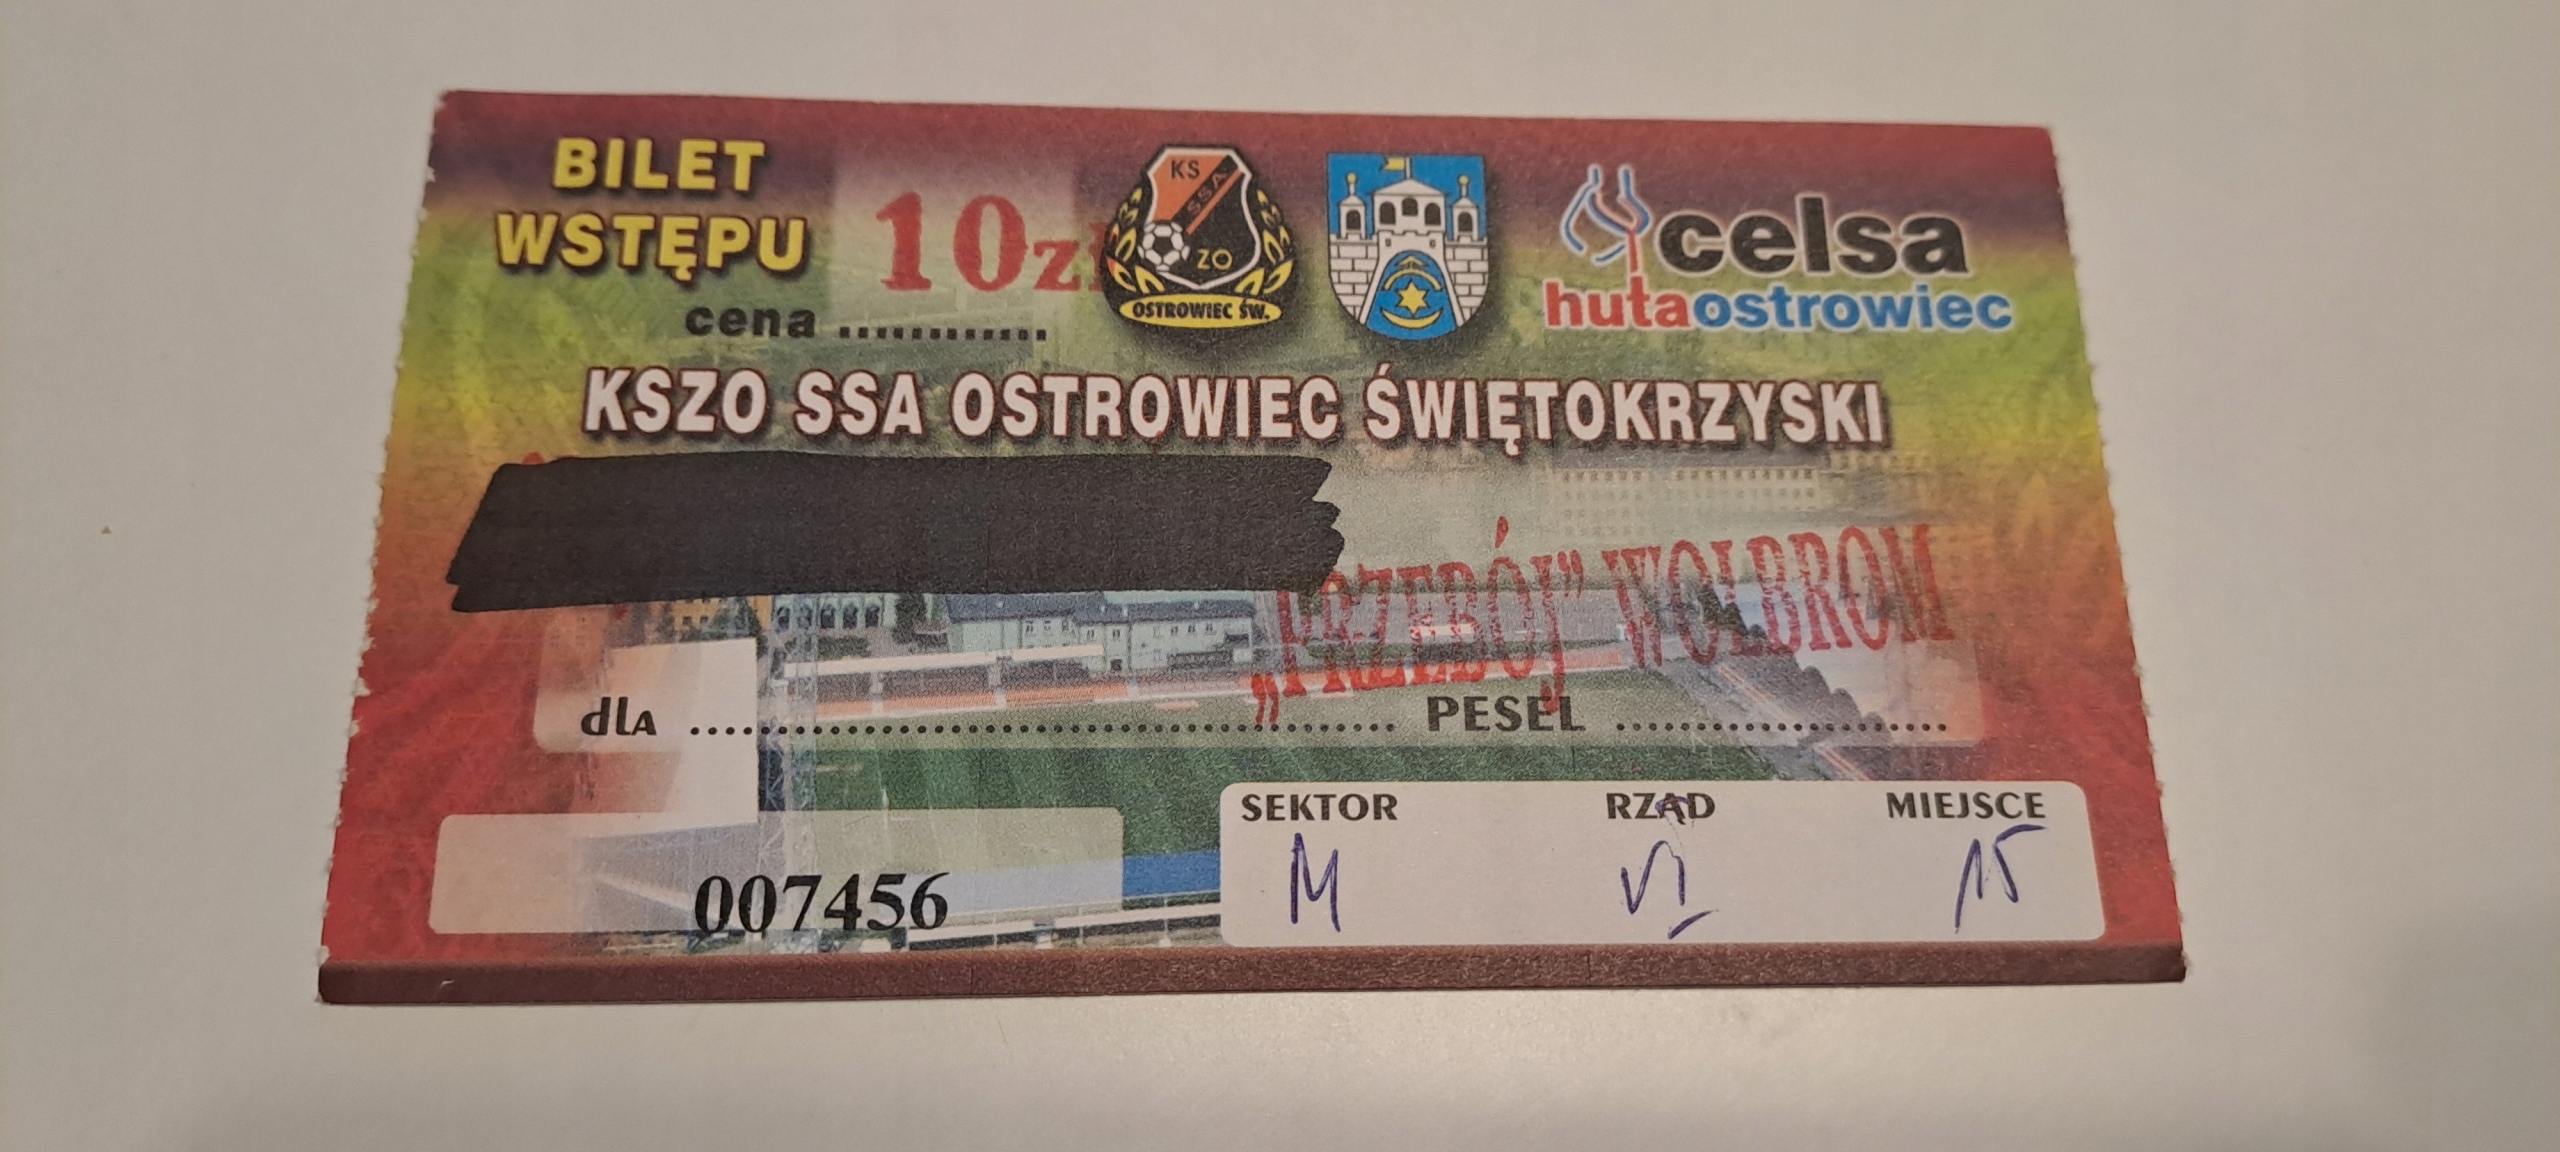 BILET
WSTĘPU
cena ............
10zł
KS
SSA
ZO
OSTROWIEC ŚW.
celsa
hutaostrowiec
KSZO SSA OSTROWIEC ŚWIĘTOKRZYSKI
„PRZEBÓJ" WOLBROM
dla ........................................ PESEL ....................
SEKTOR RZĄD MIEJSCE
M VI 15
007456